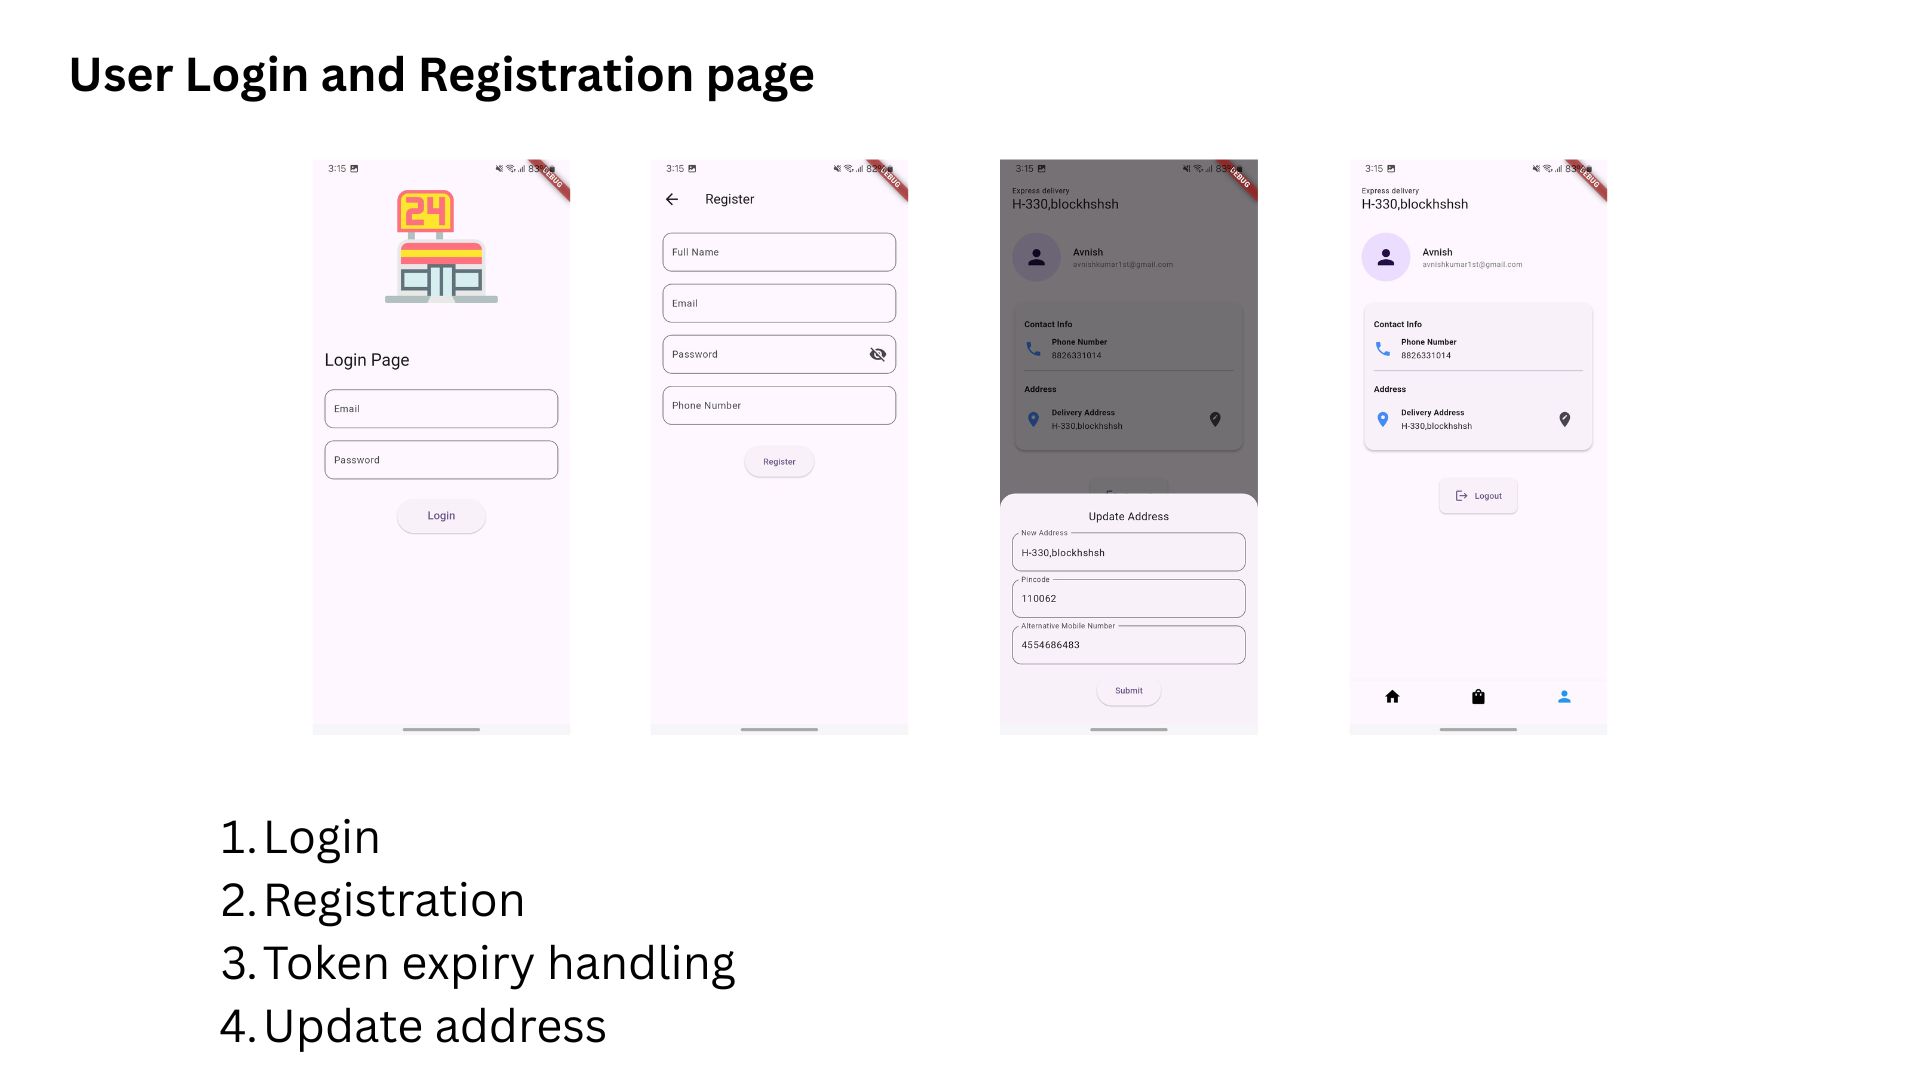 User Login and Registration page
3:15
83%
DEBUG
24
Login Page
Email
Password
Login
3:15
82%
DEBUG
Register
Full Name
Email
Password
Phone Number
Register
3:15
83%
DEBUG
Express delivery
H-330,blockhshsh
Avnish
avnishkumar1st@gmail.com
Contact Info
Phone Number
8826331014
Address
Delivery Address
H-330,blockhshsh
Update Address
New Address
H-330,blockhshsh
Pincode
110062
Alternative Mobile Number
4554686483
Submit
3:15
83%
DEBUG
Express delivery
H-330,blockhshsh
Avnish
avnishkumar1st@gmail.com
Contact Info
Phone Number
8826331014
Address
Delivery Address
H-330,blockhshsh
Logout
1. Login
2. Registration
3. Token expiry handling
4. Update address